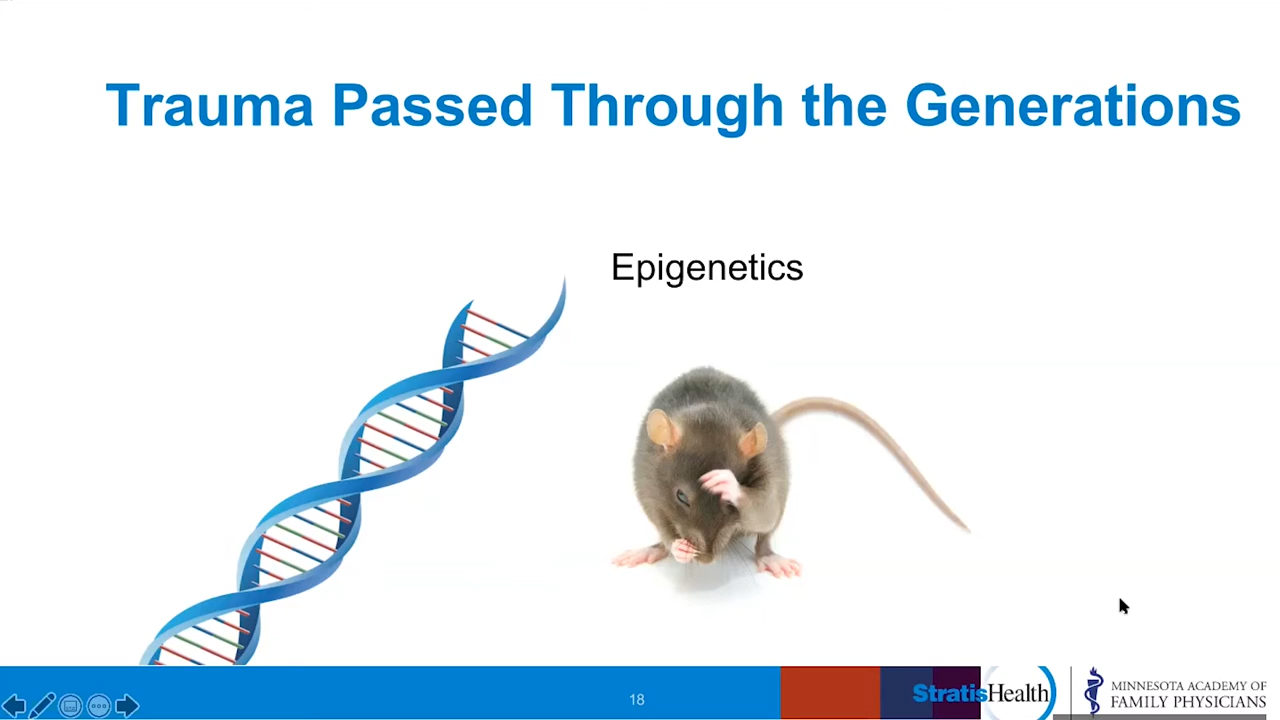 Trauma Passed Through the Generations
Epigenetics
18
StratisHealth
MINNESOTA ACADEMY OF
FAMILY PHYSICIANS